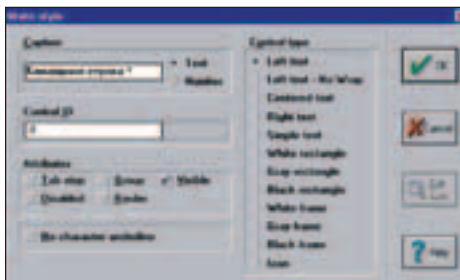 Static style
Caption
Командная строка
Text
Number
Control ID
Attributes
Tab stop
Group
Visible
Disabled
Border
No character underline
Control type
Left text
Left text - No Wrap
Centered text
Right text
Simple text
White rectangle
Gray rectangle
Black rectangle
White frame
Gray frame
Black frame
Icon
OK
Cancel
Help